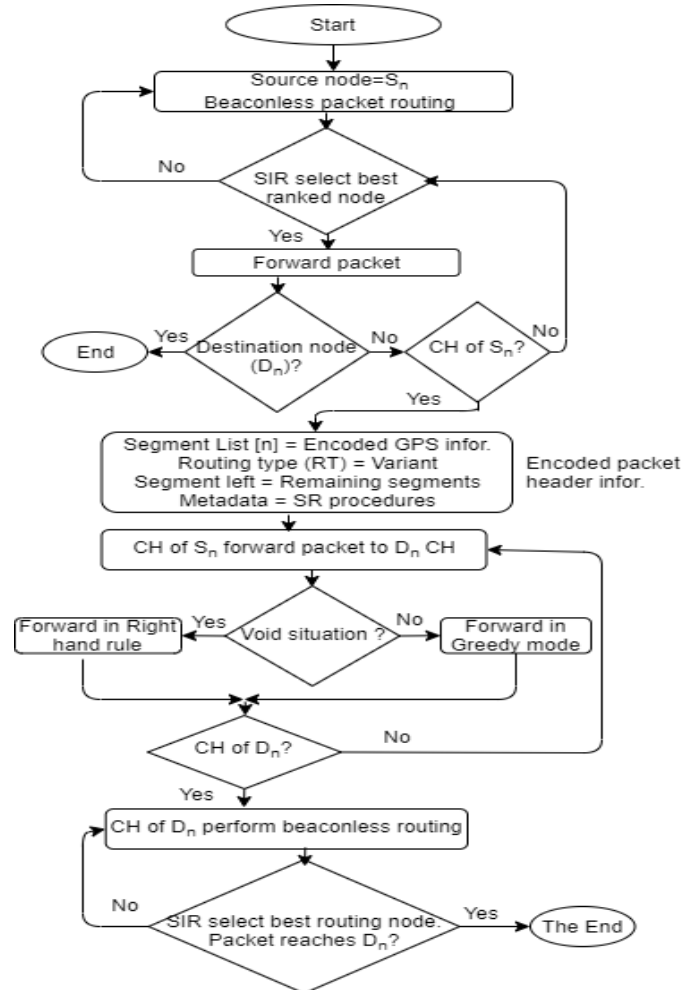 Start
Source node=Sn
Beaconless packet routing
No
SIR select best
ranked node
Yes
Forward packet
Yes
Destination node
(Dn)?
No
CH of Sn?
No
End
Yes
Segment List [n] = Encoded GPS infor.
Routing type (RT) = Variant
Segment left = Remaining segments
Metadata = SR procedures
Encoded packet
header infor.
CH of Sn forward packet to Dn CH
Forward in Right
hand rule
Yes
Void situation ?
No
Forward in
Greedy mode
CH of Dn?
No
Yes
CH of Dn perform beaconless routing
No
SIR select best routing node.
Packet reaches Dn?
Yes
The End